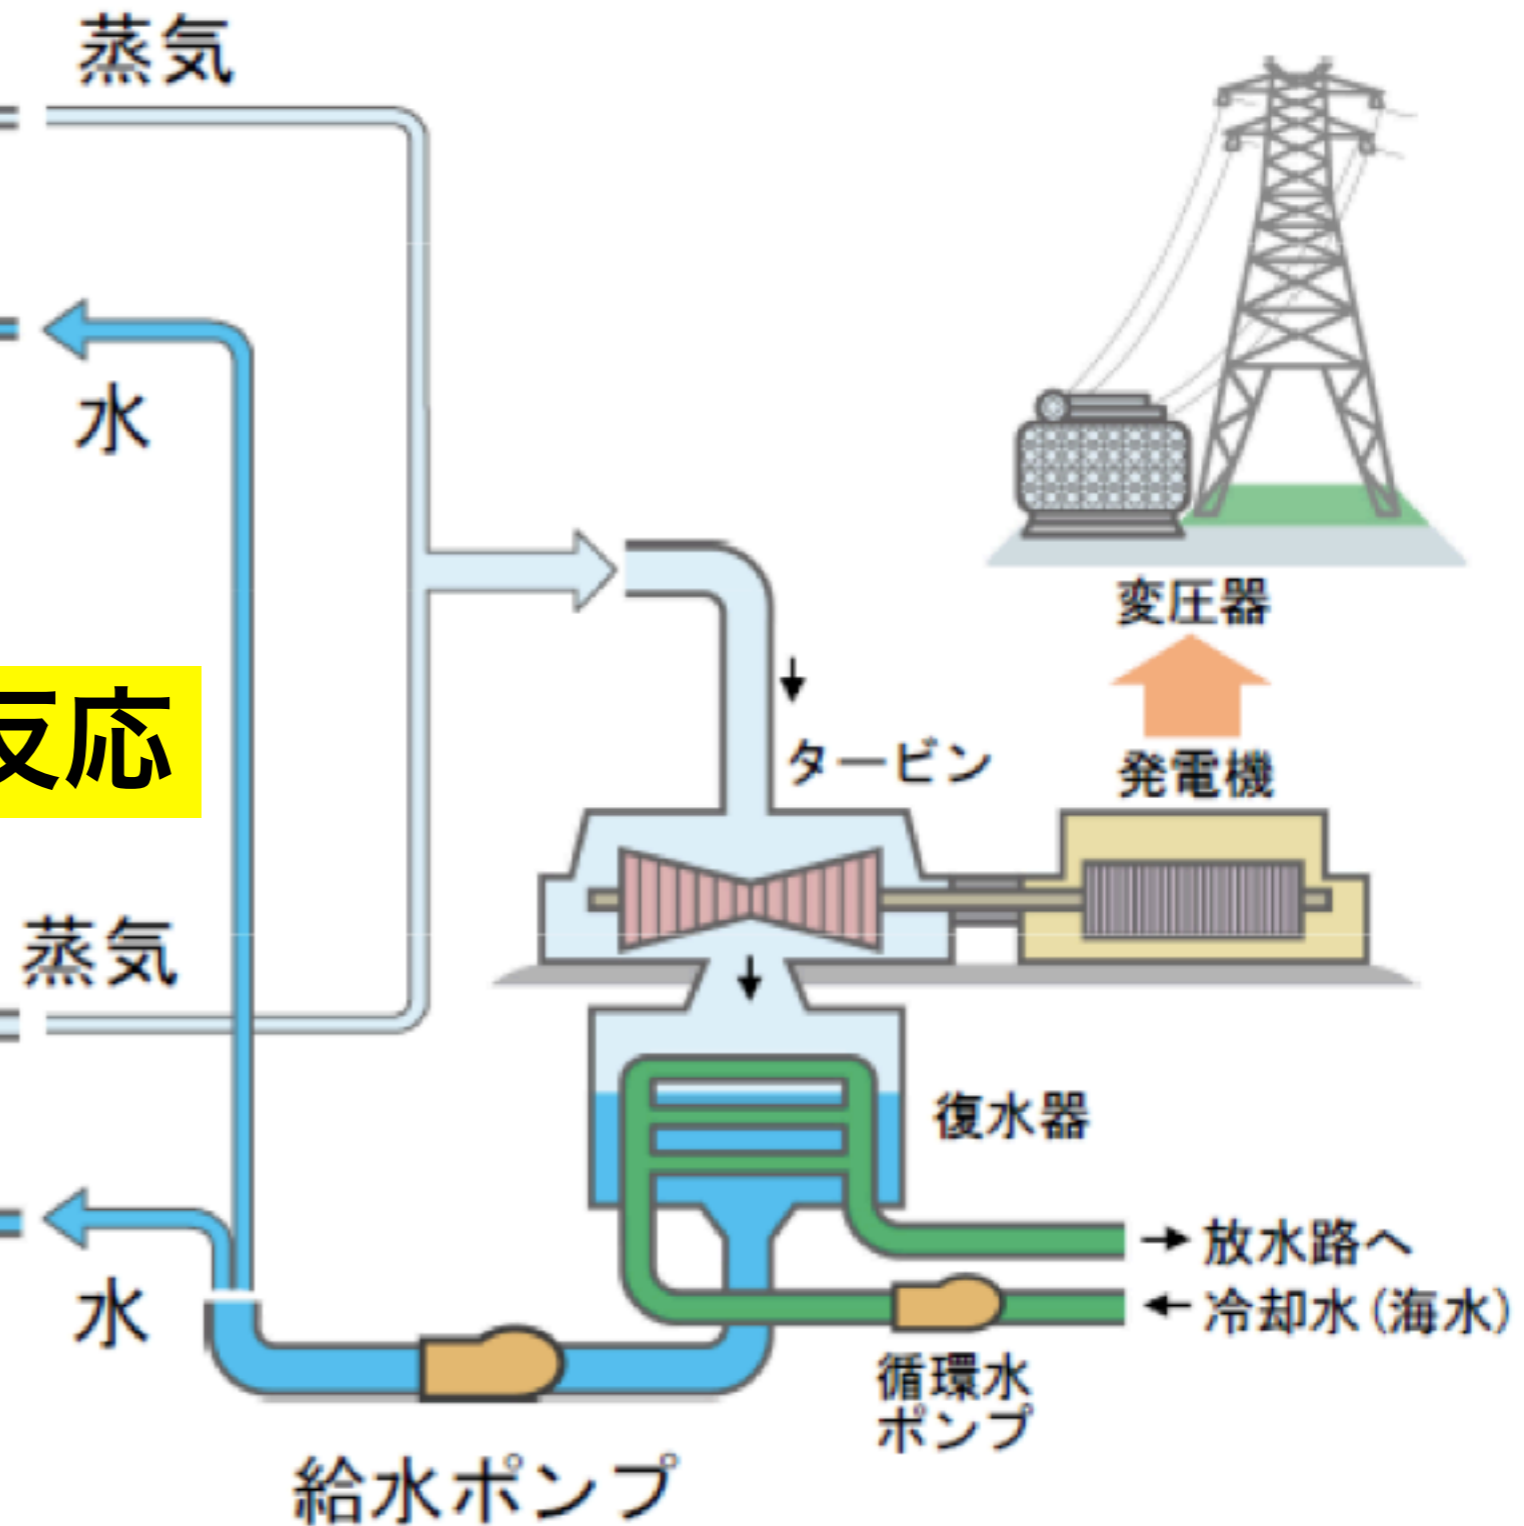 蒸気
水
変圧器
反応
タービン
発電機
蒸気
復水器
放水路へ
水
冷却水(海水)
循環水
ポンプ
給水ポンプ